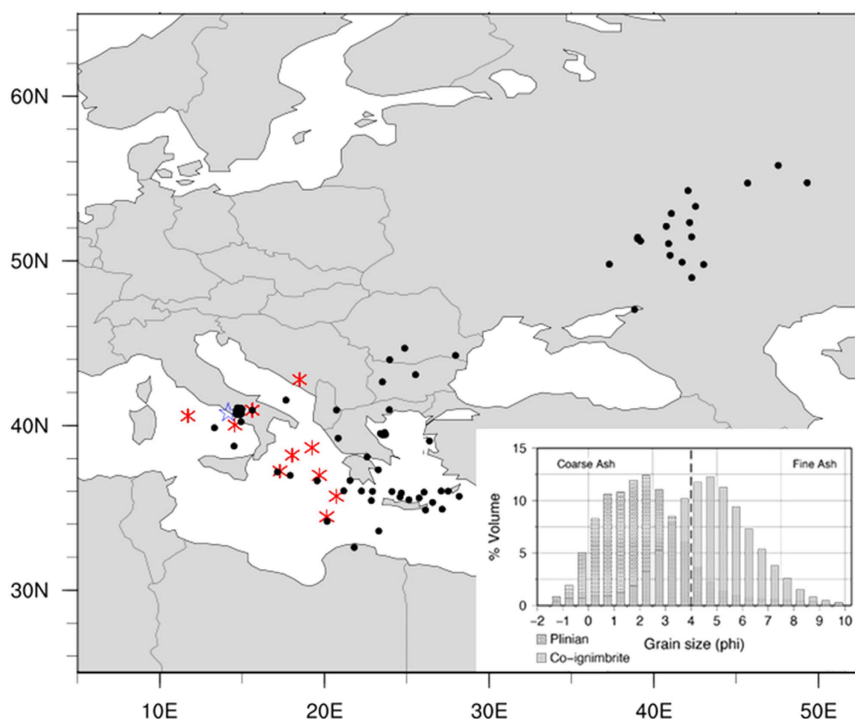 60N
50N
40N
30N
10E 20E 30E 40E 50E
15
10
5
0
% Volume
Coarse Ash Fine Ash
-2 -1 0 1 2 3 4 5 6 7 8 9 10
Grain size (phi)
Plinian
Co-ignimbrite